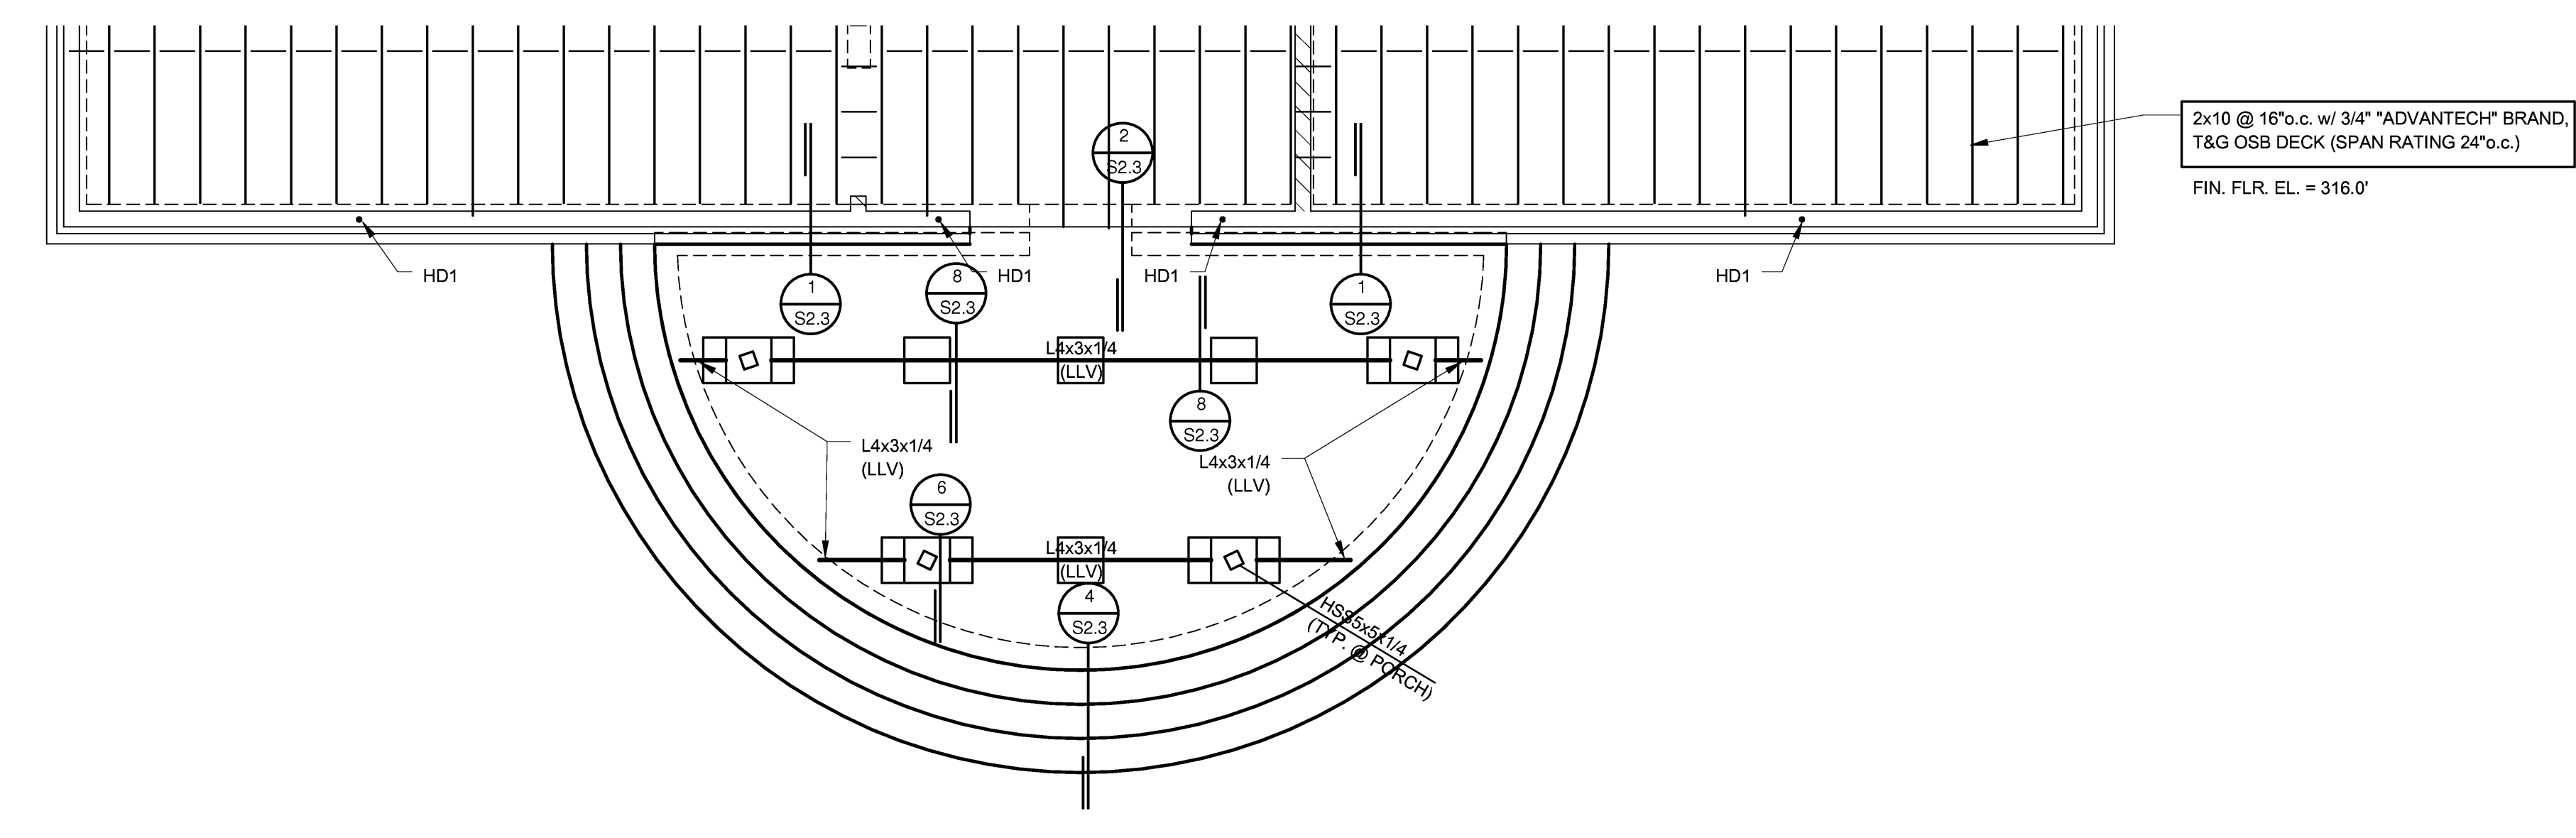 2x10 @ 16"o.c. w/ 3/4" "ADVANTECH" BRAND,
T&G OSB DECK (SPAN RATING 24"o.c.)
FIN. FLR. EL. = 316.0'
2
S2.3
HD1
HD1
HD1
HD1
1
S2.3
8
S2.3
1
S2.3
L4x3x1/4
(LLV)
8
S2.3
L4x3x1/4
(LLV)
L4x3x1/4
(LLV)
6
S2.3
L4x3x1/4
(LLV)
4
S2.3
HSS5x5x1/4
(TYP. @ PORCH)